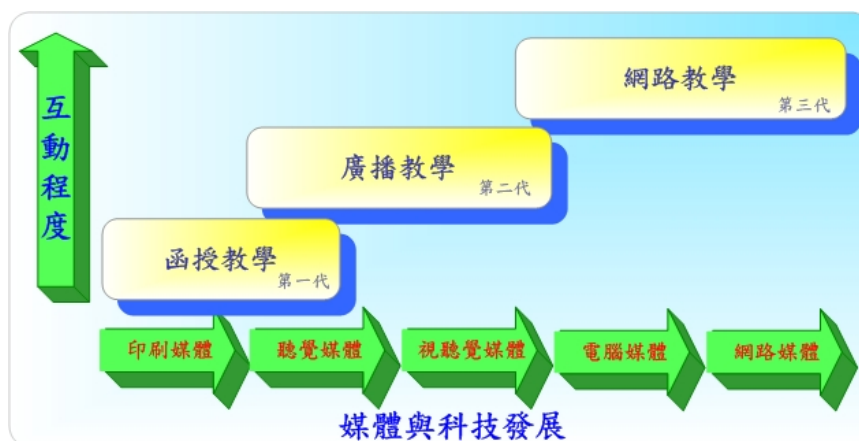 網路教學
第三代
廣播教學
第二代
函授教學
第一代
互動程度
印刷媒體
聽覺媒體
視聽覺媒體
電腦媒體
網路媒體
媒體與科技發展